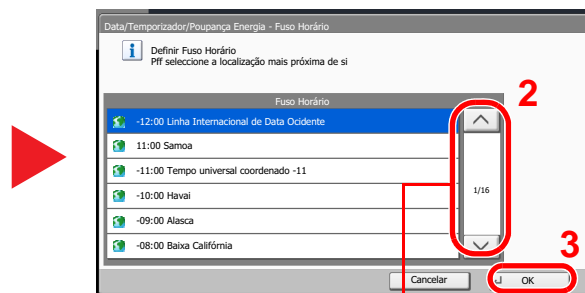 Data/Temporizador/Poupança Energia - Fuso Horário
Definir Fuso Horário
Pff seleccione a localização mais próxima de si
Fuso Horário
2
-12:00 Linha Internacional de Data Ocidente
11:00 Samoa
-11:00 Tempo universal coordenado -11
1/16
-10:00 Havai
-09:00 Alasca
-08:00 Baixa Califórnia
3
Cancelar
OK